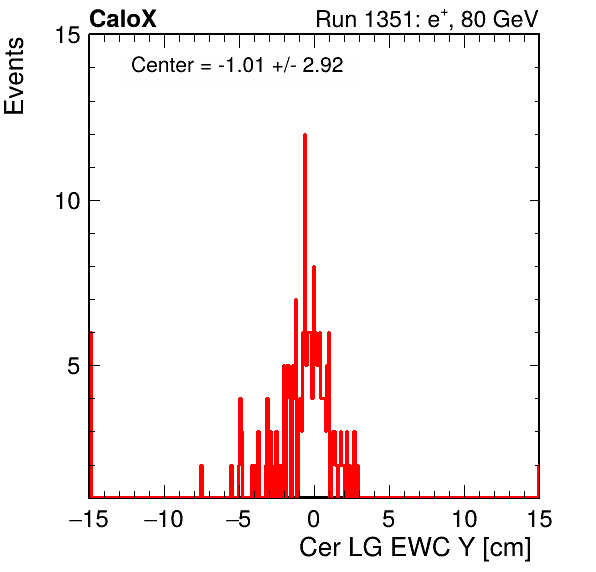 CaloX Run 1351: e⁺, 80 GeV
Center = -1.01 +/- 2.92
Events
15
10
5
−15 −10 −5 0 5 10 15
Cer LG EWC Y [cm]